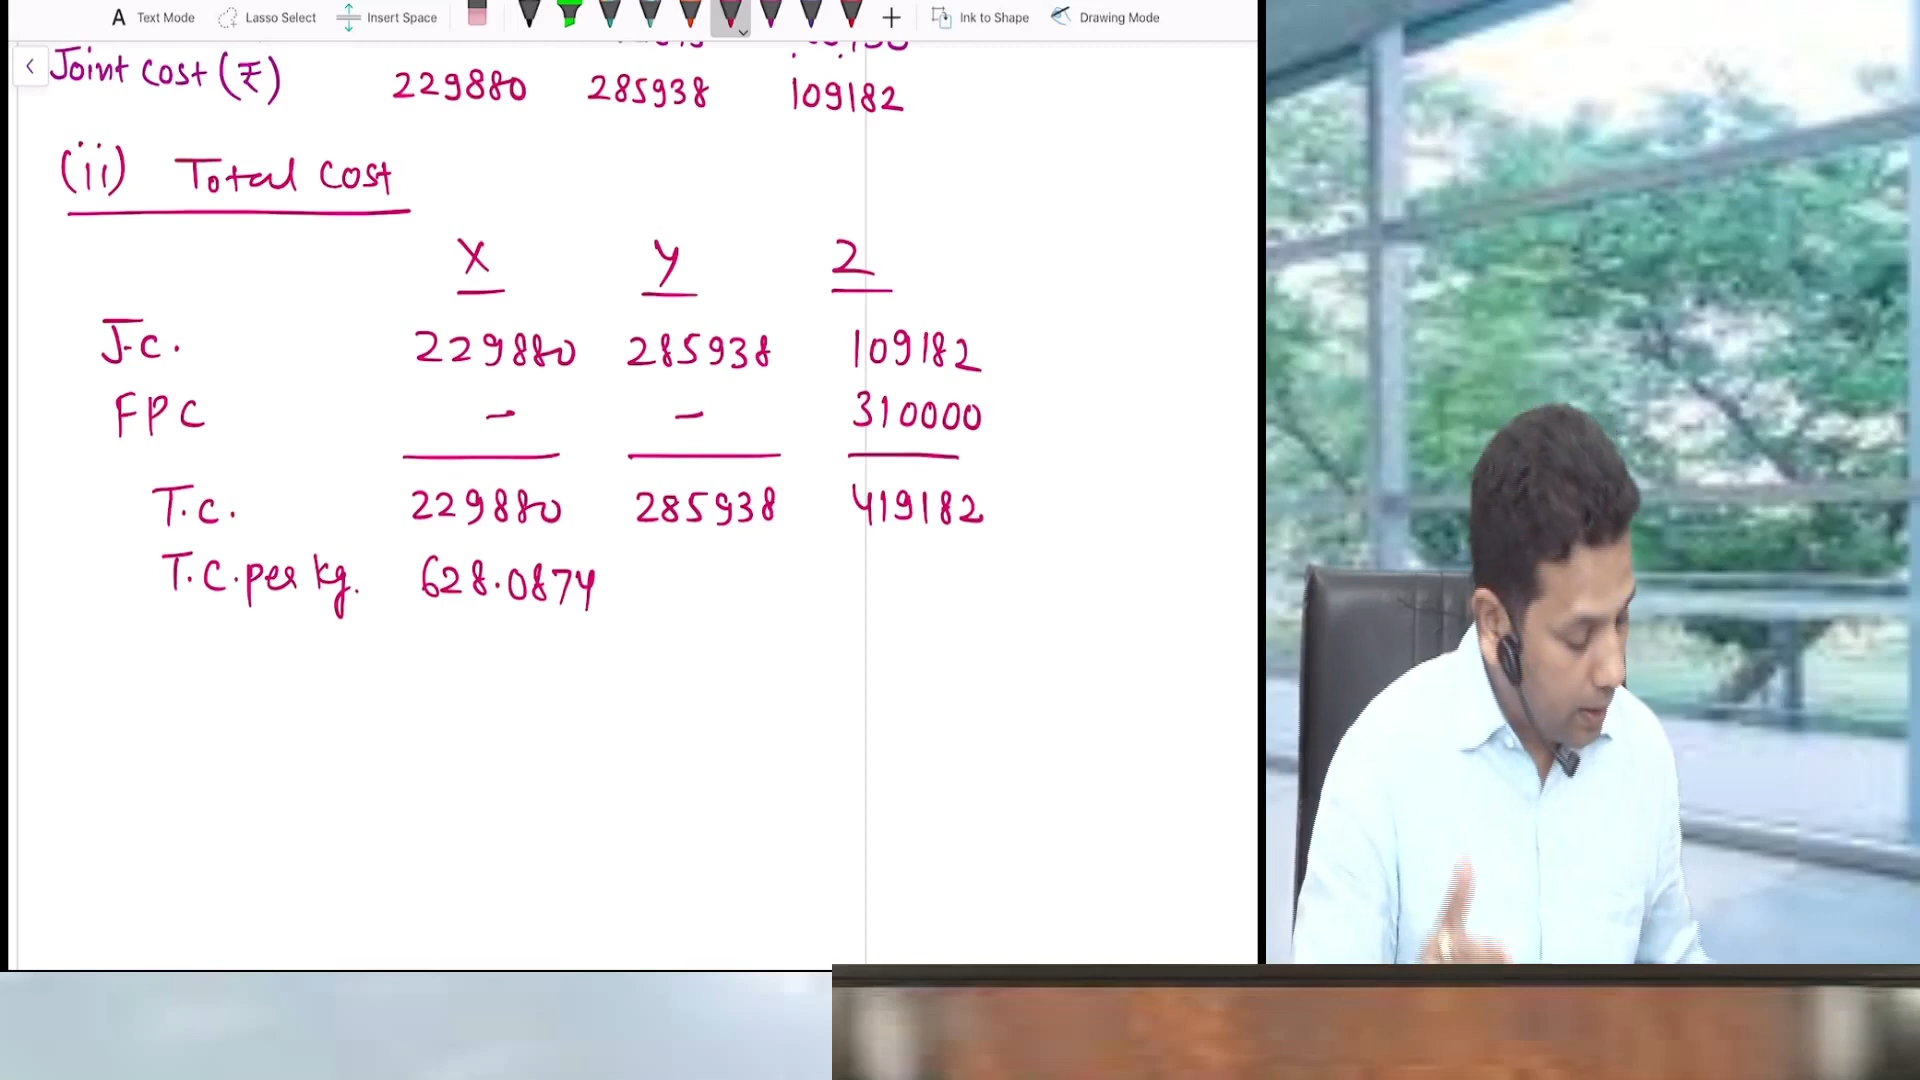 A Text Mode Lasso Select Insert Space Ink to Shape Drawing Mode
Joint Cost (₹) 229880 285938 109182
(ii) Total Cost
X Y Z
J.C. 229880 285938 109182
FPC - - 310000
T.C. 229880 285938 419182
T.C. per kg. 628.0874